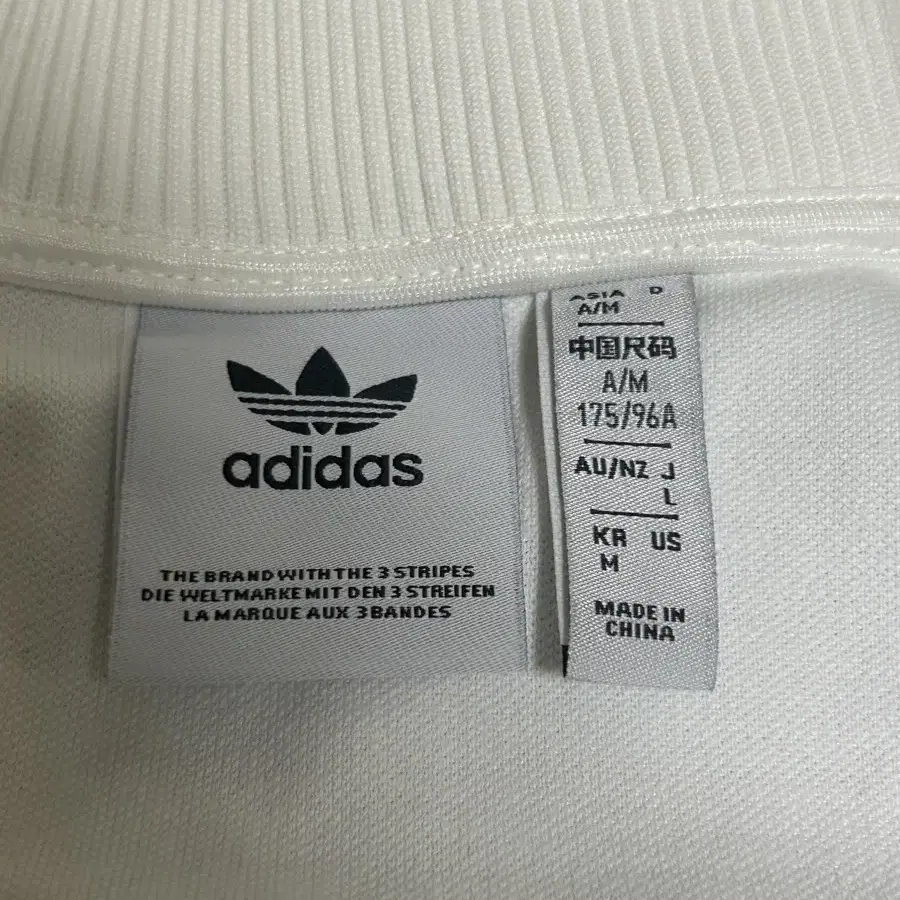 adidas
THE BRAND WITH THE 3 STRIPES
DIE WELTMARKE MIT DEN 3 STREIFEN
LA MARQUE AUX 3 BANDES
ASIA D
A/M
中国尺码
A/M
175/96A
AU/NZ J
L
KR US
M
MADE IN
CHINA